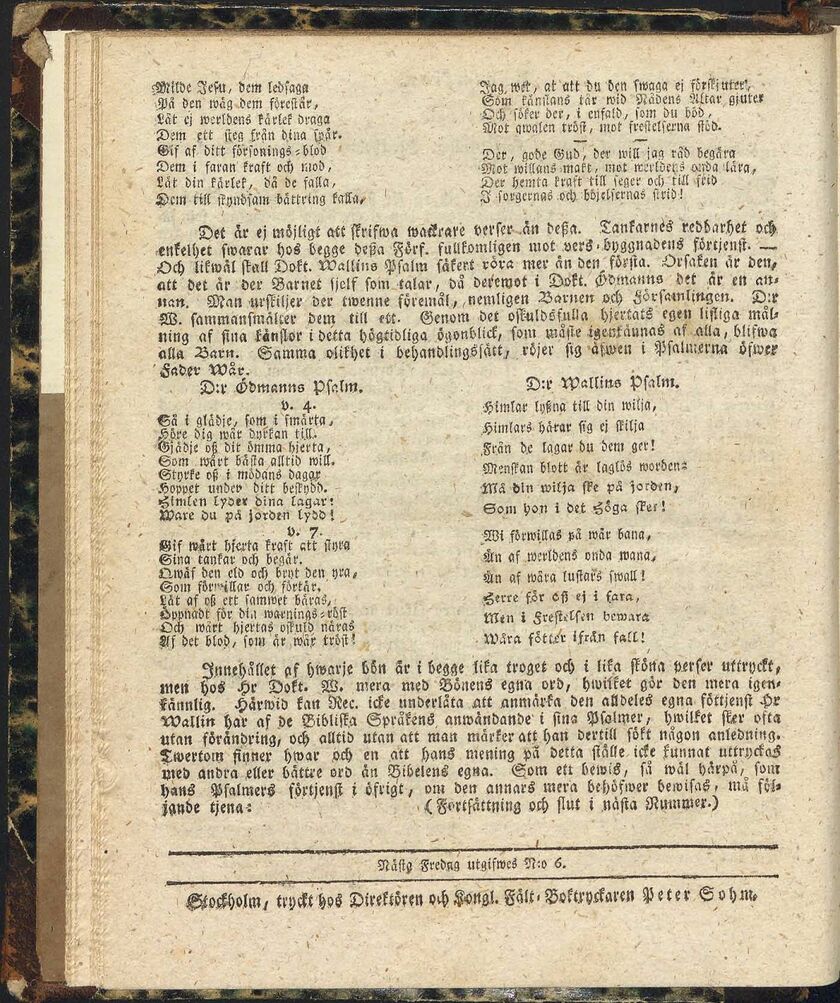 Milde Jesu, dem ledsaga
På den wäg dem förestår,
Låt ej werldens kärlek draga
Dem ett steg från dina spår.
Gif af ditt försonings-blod
Dem i faran kraft och mod,
Låt din kärlek, då de falla,
Dem till skyndsam bättring kalla,
Jag wet, at att du den swaga ej förskjuter,
Som känslans tår wid Nådens Altar gjuter
Och söker der, i enfald, som du böd,
Mot qwalen tröst, mot frestelserna stöd.
Der, gode Gud, der will jag råd begära
Mot willans makt, mot werldens onda lära,
Der hemta kraft till seger och till frid
I sorgernas och böjelsernas strid!
Det är ej möjligt att skrifwa wackrare verser än dessa. Tankarnes redbarhet och
enkelhet swarar hos begge dessa Förf. fullkomligen mot vers-byggnadens förtjenst. —
Och likwäl skall Dokt. Wallins Psalm säkert röra mer än den första. Orsaken är den,
att det är der Barnet sjelf som talar, då deremot i Dokt. Ödmanns det är en an-
nan. Man urskiljer der twenne föremål, nemligen Barnen och Församlingen. D:r
W. sammansmälter dem till ett. Genom det oskuldsfulla hjertats egen lifliga mål-
ning af sina känslor i detta högtidliga ögonblick, som måste igenkännas af alla, blifwa
alla Barn. Samma olikhet i behandlingssätt, röjer sig äfwen i Psalmerna öfwer
Fader Wår.
D:r Ödmanns Psalm.
v. 4.
Så i glädje, som i smärta,
Höre dig wår dyrkan till.
Glädje oß dit ömma hjerta,
Som wårt bästa alltid will.
Styrke oß i mödans dagar
Hoppet under ditt beskydd.
Himlen lyder dina lagar:
Ware du på jorden lydd!
v. 7.
Gif wårt hjerta kraft att styra
Sina tankar och begär.
Qwäf den eld och bryt den yra,
Som förwillar och förtär.
Låt af oß ett samwet bäras,
Öppnadt för din warnings-röst
Och wårt hjertas oskuld näras
Af det blod, som är wår tröst!
D:r Wallins Psalm.
Himlar lyßna till din wilja,
Himlars härar sig ej skilja
Från de lagar du dem ger!
Menskan blott är laglös worden:
Må din wilja ske på jorden,
Som hon i det Höga sker!
Wi förwillas på wår bana,
Än af werldens onda wana,
Än af wåra lustars swall!
Herre för oß ej i fara,
Men i Frestelsen bewara
Wåra fötter ifrån fall!
Innehållet af hwarje bön är i begge lika troget och i lika sköna verser uttryckt,
men hos Hr Dokt. W. mera med Bönens egna ord, hwilket gör den mera igen-
kännlig. Härwid kan Rec. icke underlåta att anmärka den alldeles egna förtjenst Hr
Wallin har af de Bibliska Språkens anwändande i sina Psalmer, hwilket sker ofta
utan förändring, och alltid utan att man märker att han dertill sökt någon anledning.
Twertom finner hwar och en att hans mening på detta ställe icke kunnat uttryckas
med andra eller bättre ord än Bibelens egna. Som ett bewis, så wäl härpå, som
hans Psalmers förtjenst i öfrigt, om den annars mera behöfwer bewisas, må föl-
jande tjena: (Fortsättning och slut i nästa Nummer.)
Nästa Fredag utgifwes N:o 6.
Stockholm, tryckt hos Direktören och Kongl. Fält-Boktryckaren Peter Sohm.